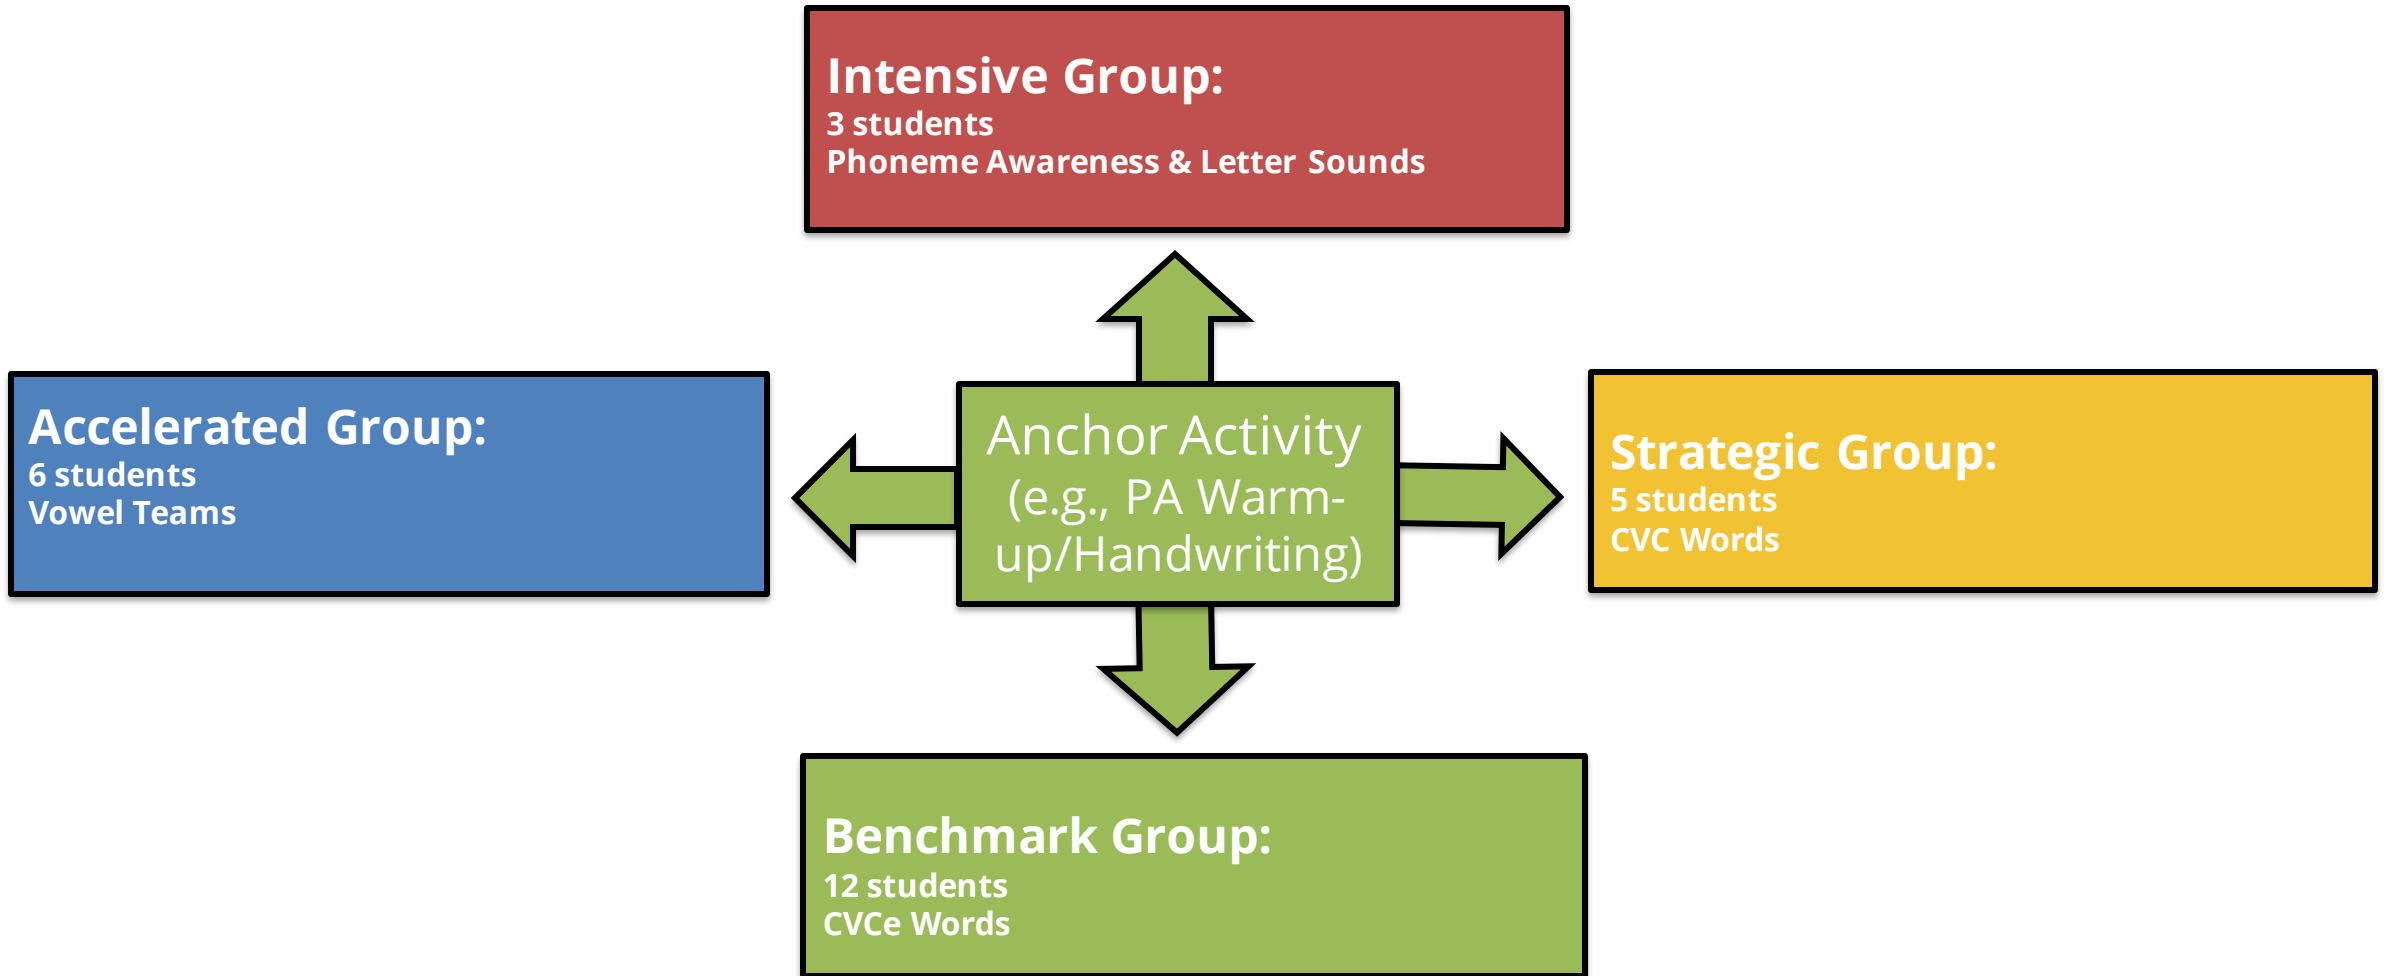 Intensive Group:
3 students
Phoneme Awareness & Letter Sounds
Accelerated Group:
6 students
Vowel Teams
Anchor Activity
(e.g., PA Warm-
up/Handwriting)
Strategic Group:
5 students
CVC Words
Benchmark Group:
12 students
CVCe Words